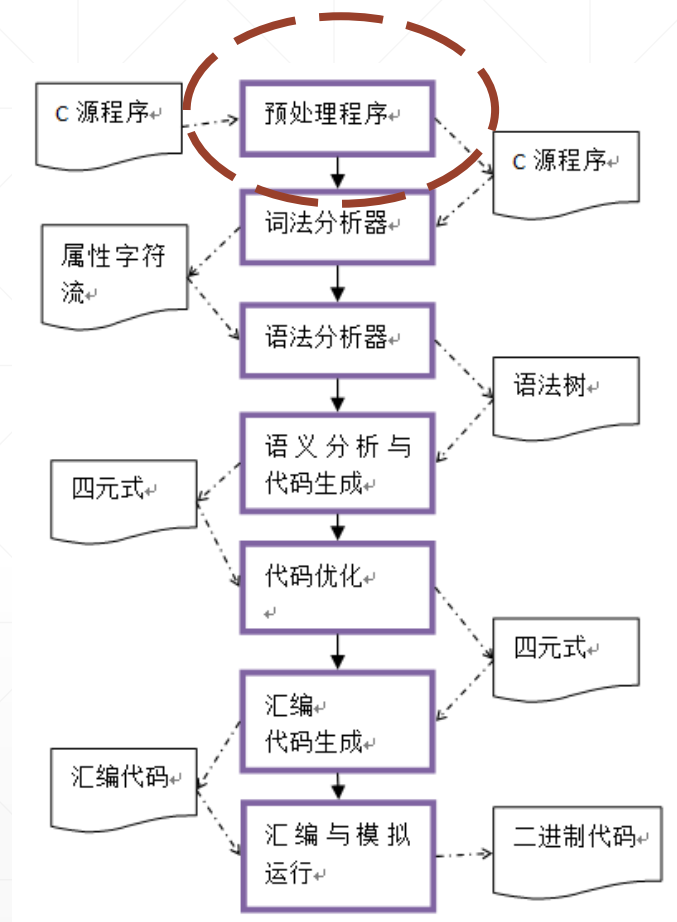 C 源程序
预处理程序
C 源程序
词法分析器
属性字符
流
语法分析器
语法树
语义分析与
代码生成
四元式
代码优化
四元式
汇编
代码生成
汇编代码
汇编与模拟
运行
二进制代码